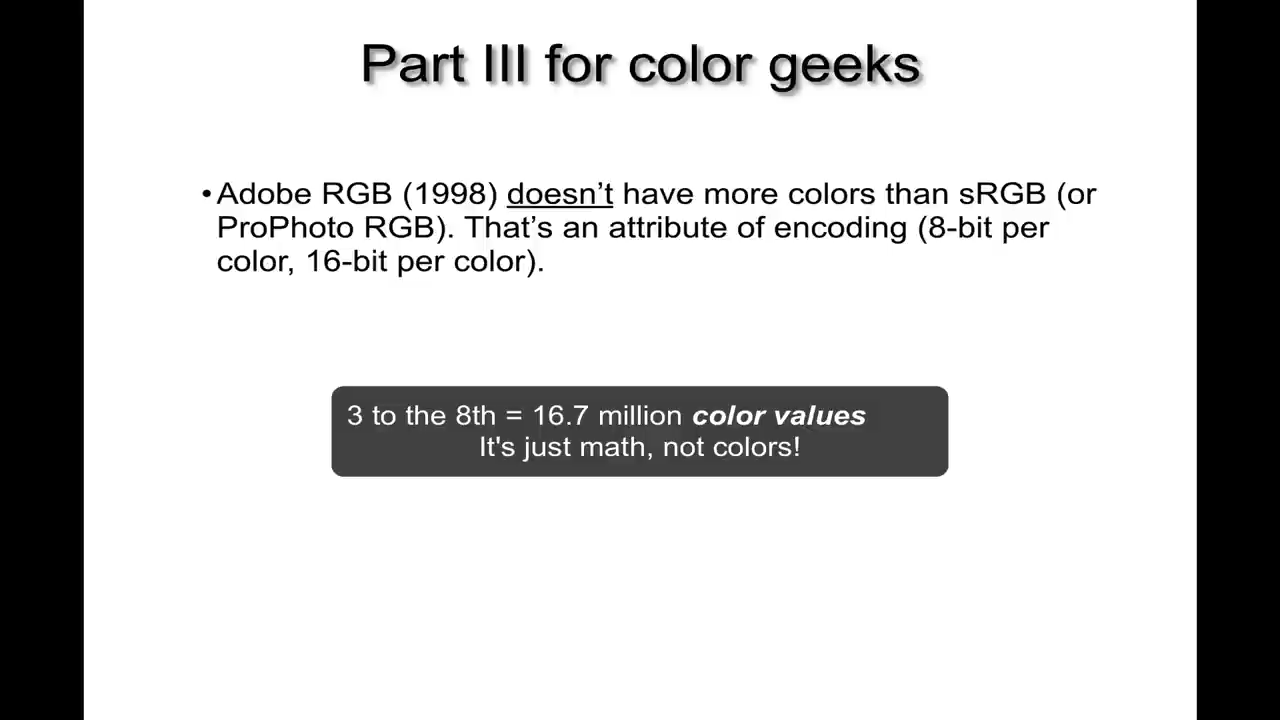 Part III for color geeks
•Adobe RGB (1998) doesn’t have more colors than sRGB (or
ProPhoto RGB). That’s an attribute of encoding (8-bit per
color, 16-bit per color).
3 to the 8th = 16.7 million color values
It's just math, not colors!